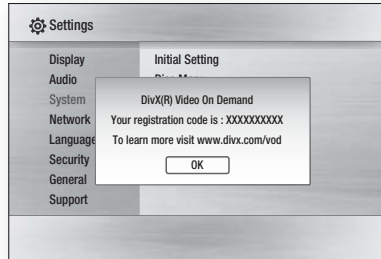 Settings
Display
Initial Setting
Audio
System
Network
Language
Security
General
Support
DivX(R) Video On Demand
Your registration code is : XXXXXXXXXX
To learn more visit www.divx.com/vod
OK